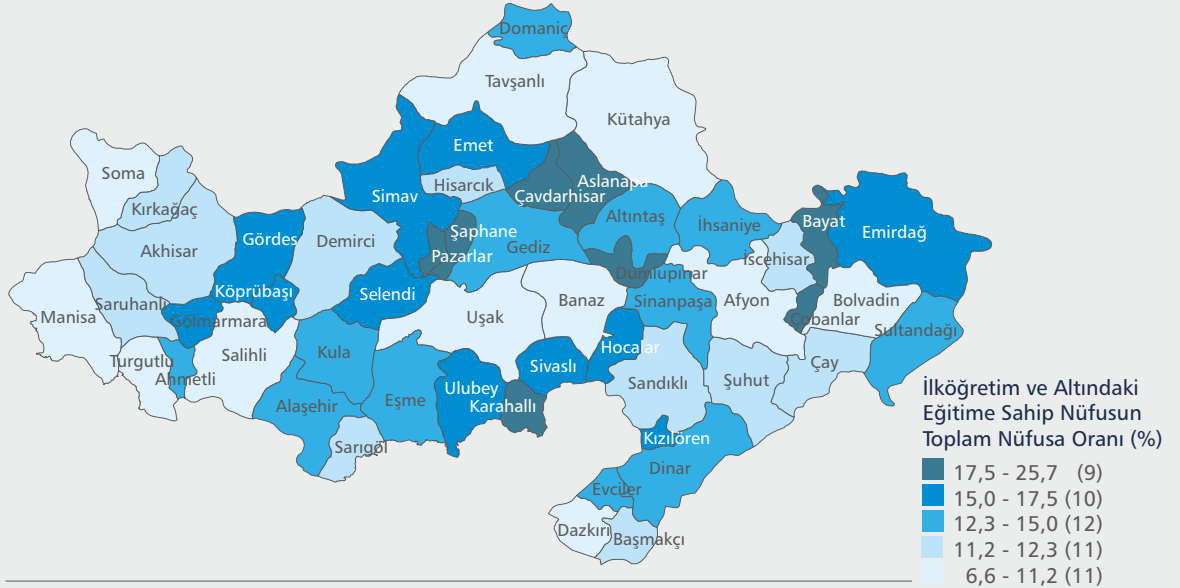 Domaniç
Tavşanlı
Kütahya
Emet
Soma
Hisarcık
Aslanapa
Simav
Çavdarhisar
Kırkağaç
Altıntaş
İhsaniye
Bayat
Emirdağ
Akhisar
Gördes
Demirci
Şaphane
Gediz
Pazarlar
İscehisar
Dumlupınar
Köprübaşı
Selendi
Saruhanlı
Banaz
Sinanpaşa
Afyon
Bolvadin
Manisa
Gölmarmara
Uşak
Çobanlar
Sultandağı
Turgutlu
Salihli
Kula
Hocalar
Ahmetli
Sivaslı
Çay
Ulubey
Sandıklı
Şuhut
Alaşehir
Eşme
Karahallı
Sarıgöl
Kızılören
Dinar
Evciler
Dazkırı
Başmakçı
İlköğretim ve Altındaki
Eğitime Sahip Nüfusun
Toplam Nüfusa Oranı (%)
17,5 - 25,7 (9)
15,0 - 17,5 (10)
12,3 - 15,0 (12)
11,2 - 12,3 (11)
6,6 - 11,2 (11)